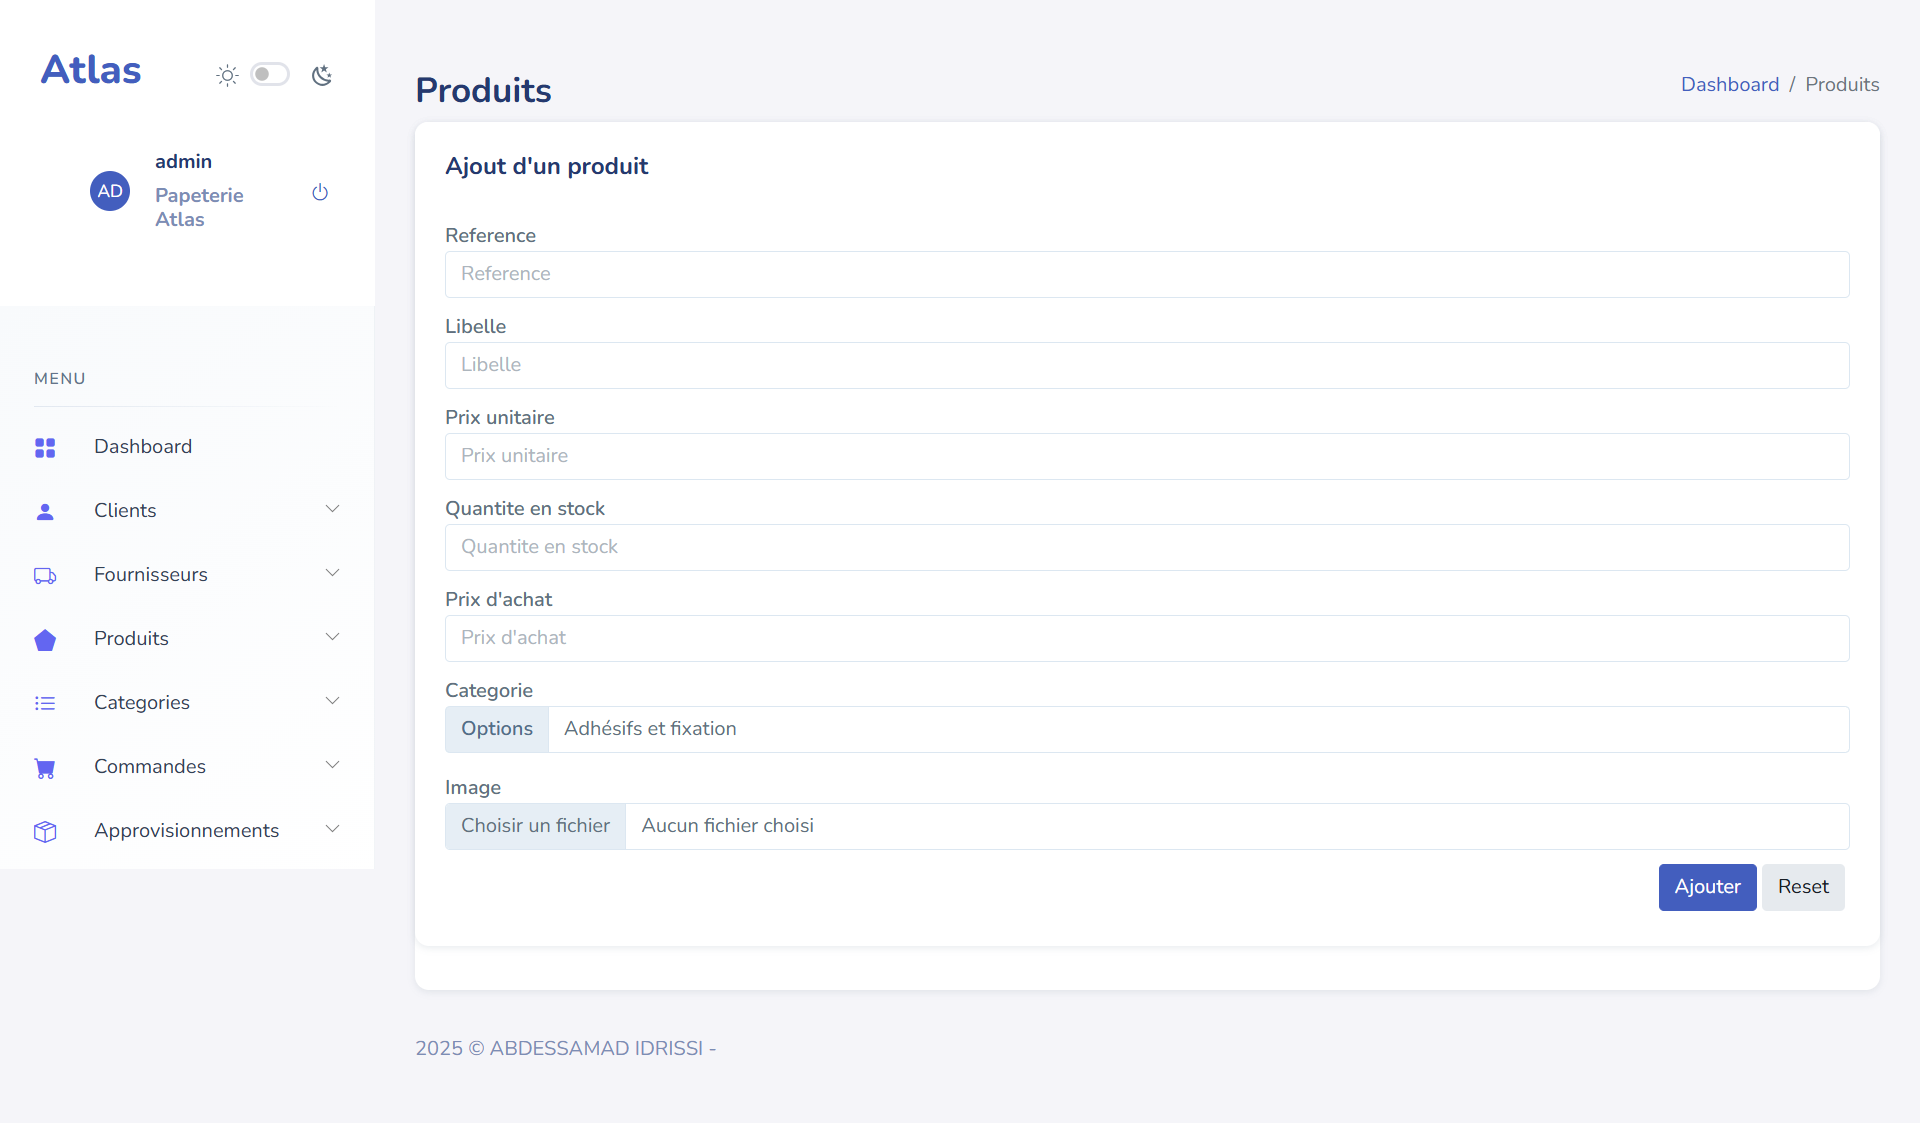 Atlas
AD
admin
Papeterie
Atlas
MENU
Dashboard
Clients
Fournisseurs
Produits
Categories
Commandes
Approvisionnements
Produits
Dashboard / Produits
Ajout d'un produit
Reference
Reference
Libelle
Libelle
Prix unitaire
Prix unitaire
Quantite en stock
Quantite en stock
Prix d'achat
Prix d'achat
Categorie
Options Adhésifs et fixation
Image
Choisir un fichier Aucun fichier choisi
Ajouter Reset
2025 © ABDESSAMAD IDRISSI -